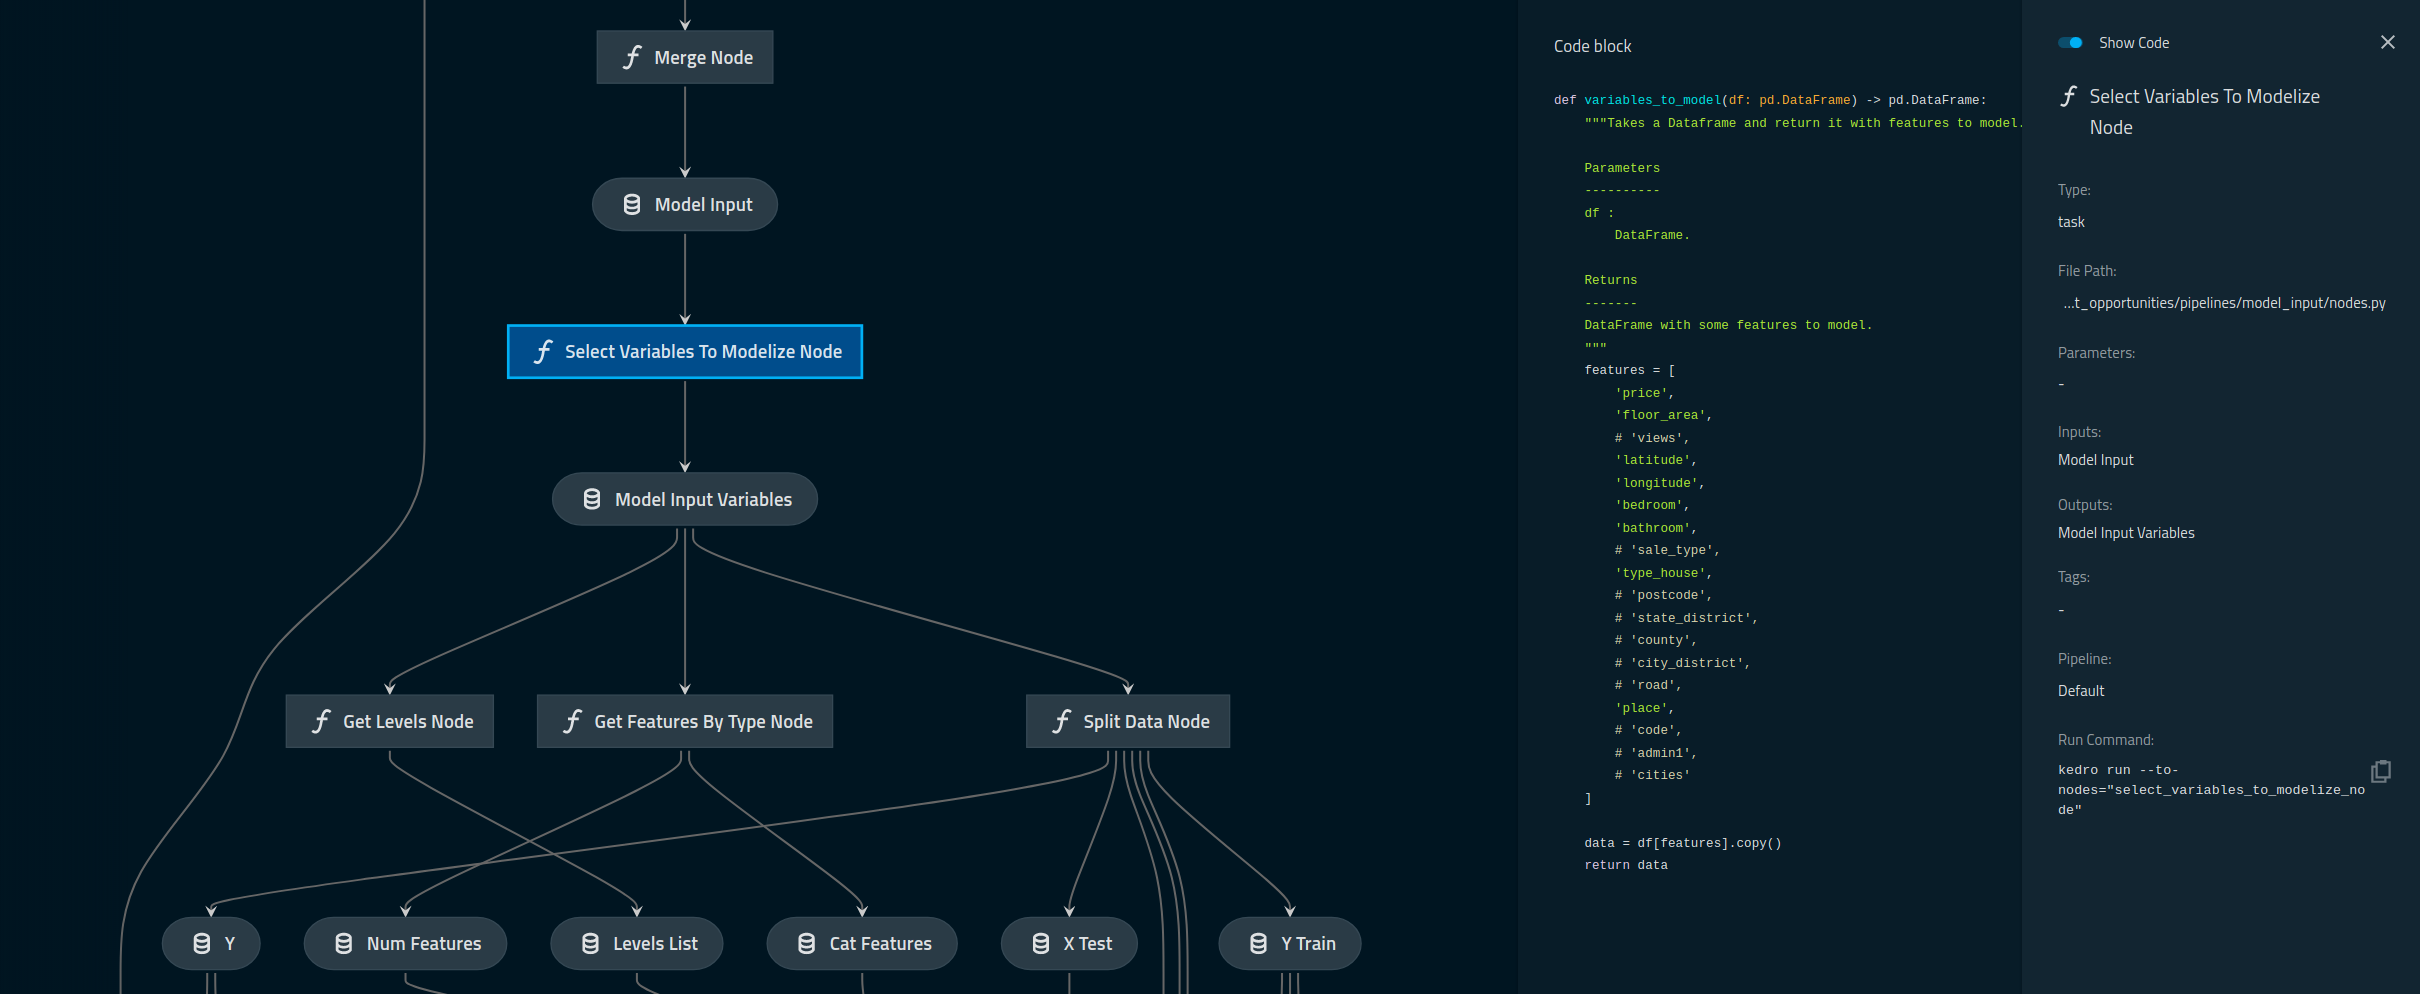 Merge Node
Model Input
Select Variables To Modelize Node
Model Input Variables
Get Levels Node
Get Features By Type Node
Split Data Node
Y
Num Features
Levels List
Cat Features
X Test
Y Train
Code block
def variables_to_model(df: pd.DataFrame) -> pd.DataFrame:
    """Takes a Dataframe and return it with features to model.
    Parameters
    ----------
    df :
        DataFrame.
    Returns
    -------
    DataFrame with some features to model.
    """
    features = [
        'price',
        'floor_area',
        # 'views',
        'latitude',
        'longitude',
        'bedroom',
        'bathroom',
        # 'sale_type',
        'type_house',
        # 'postcode',
        # 'state_district',
        # 'county',
        # 'city_district',
        # 'road',
        'place',
        # 'code',
        # 'admin1',
        # 'cities'
    ]
    data = df[features].copy()
    return data
Show Code
Select Variables To Modelize
Node
Type:
task
File Path:
...t_opportunities/pipelines/model_input/nodes.py
Parameters:
-
Inputs:
Model Input
Outputs:
Model Input Variables
Tags:
-
Pipeline:
Default
Run Command:
kedro run --to-
nodes="select_variables_to_modelize_no
de"